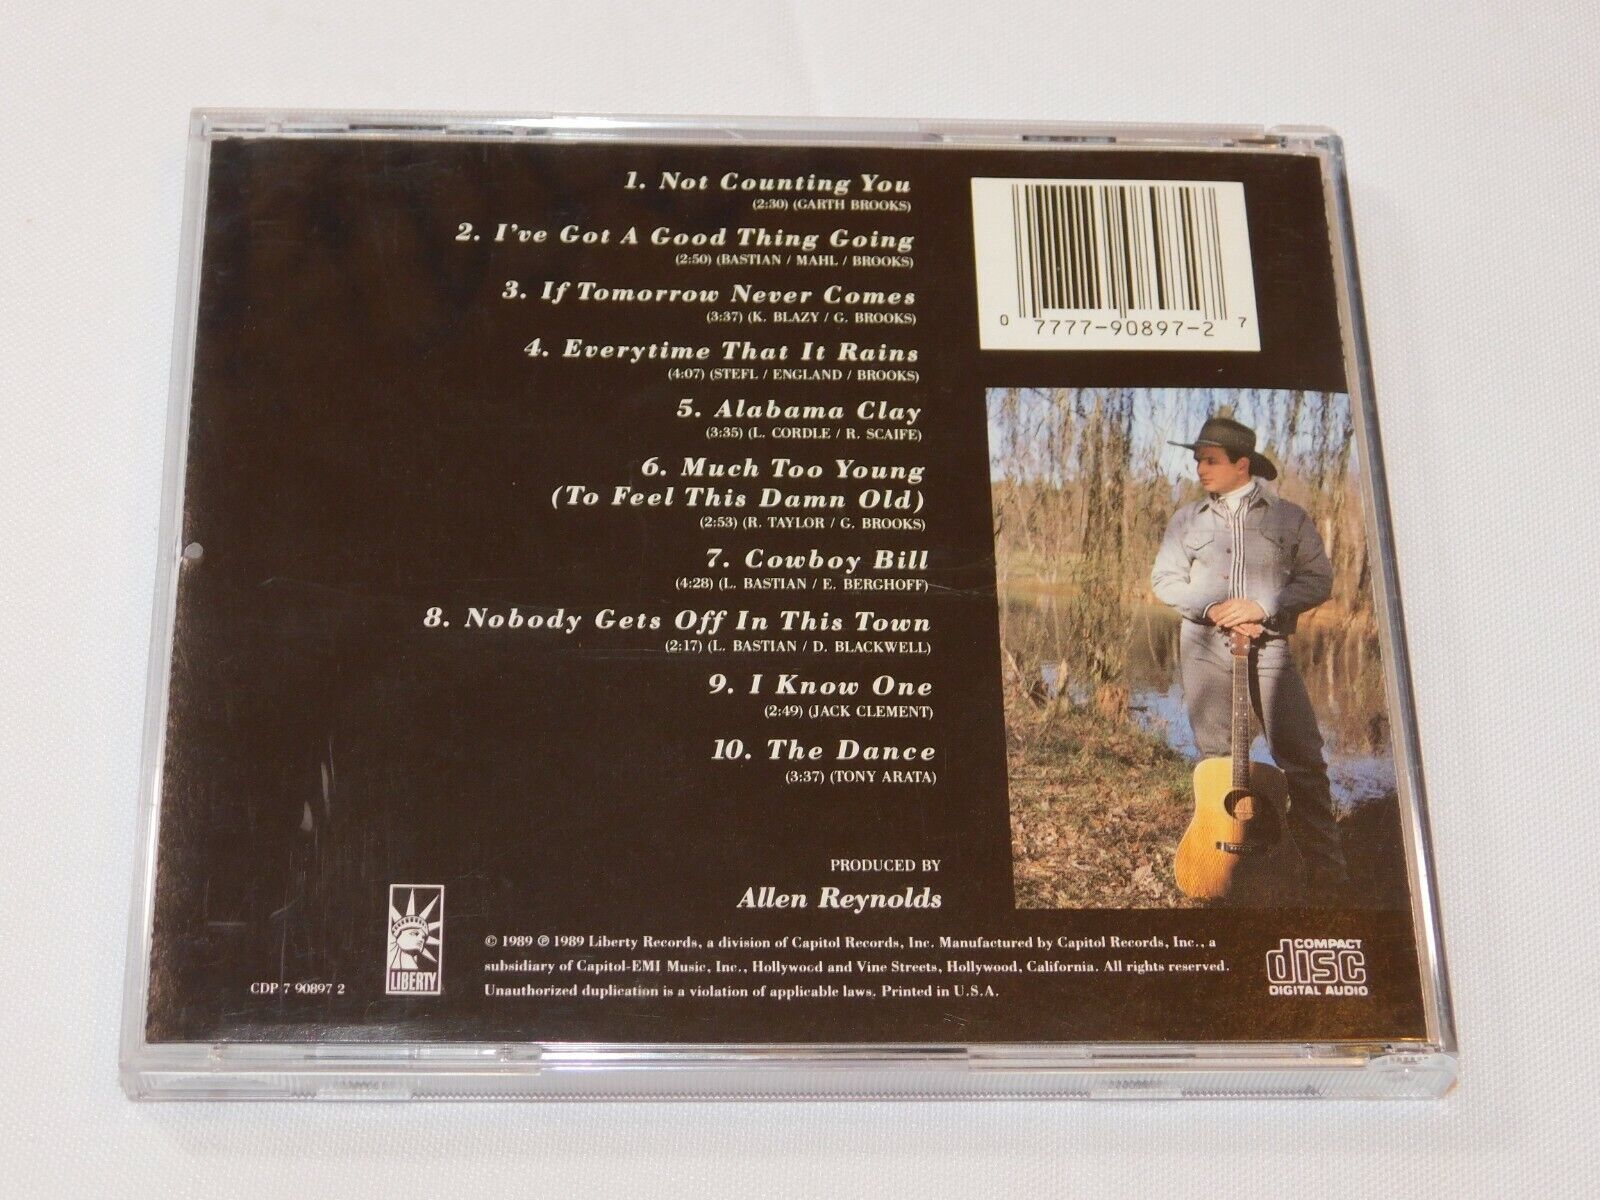 1. Not Counting You
(2:30) (GARTH BROOKS)
2. I've Got A Good Thing Going
(2:50) (BASTIAN / MAHL / BROOKS)
3. If Tomorrow Never Comes
(3:37) (K. BLAZY / G. BROOKS)
4. Everytime That It Rains
(4:07) (STEFL / ENGLAND / BROOKS)
5. Alabama Clay
(3:35) (L. CORDLE / R. SCAIFE)
6. Much Too Young
(To Feel This Damn Old)
(2:53) (R. TAYLOR / G. BROOKS)
7. Cowboy Bill
(4:28) (L. BASTIAN / E. BERGHOFF)
8. Nobody Gets Off In This Town
(2:17) (L. BASTIAN / D. BLACKWELL)
9. I Know One
(2:49) (JACK CLEMENT)
10. The Dance
(3:37) (TONY ARATA)
0 7777-90897-2 7
PRODUCED BY
Allen Reynolds
CDP 7 90897 2
LIBERTY
© 1989 ℗ 1989 Liberty Records, a division of Capitol Records, Inc. Manufactured by Capitol Records, Inc., a
subsidiary of Capitol-EMI Music, Inc., Hollywood and Vine Streets, Hollywood, California. All rights reserved.
Unauthorized duplication is a violation of applicable laws. Printed in U.S.A.
COMPACT
disc
DIGITAL AUDIO